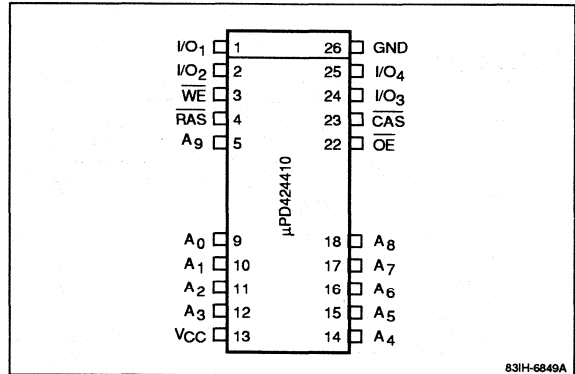 I/O1 1 26 GND
I/O2 2 25 I/O4
WE 3 24 I/O3
RAS 4 23 CAS
A9 5 22 OE
µPD424410
A0 9 18 A8
A1 10 17 A7
A2 11 16 A6
A3 12 15 A5
VCC 13 14 A4
83IH-6849A